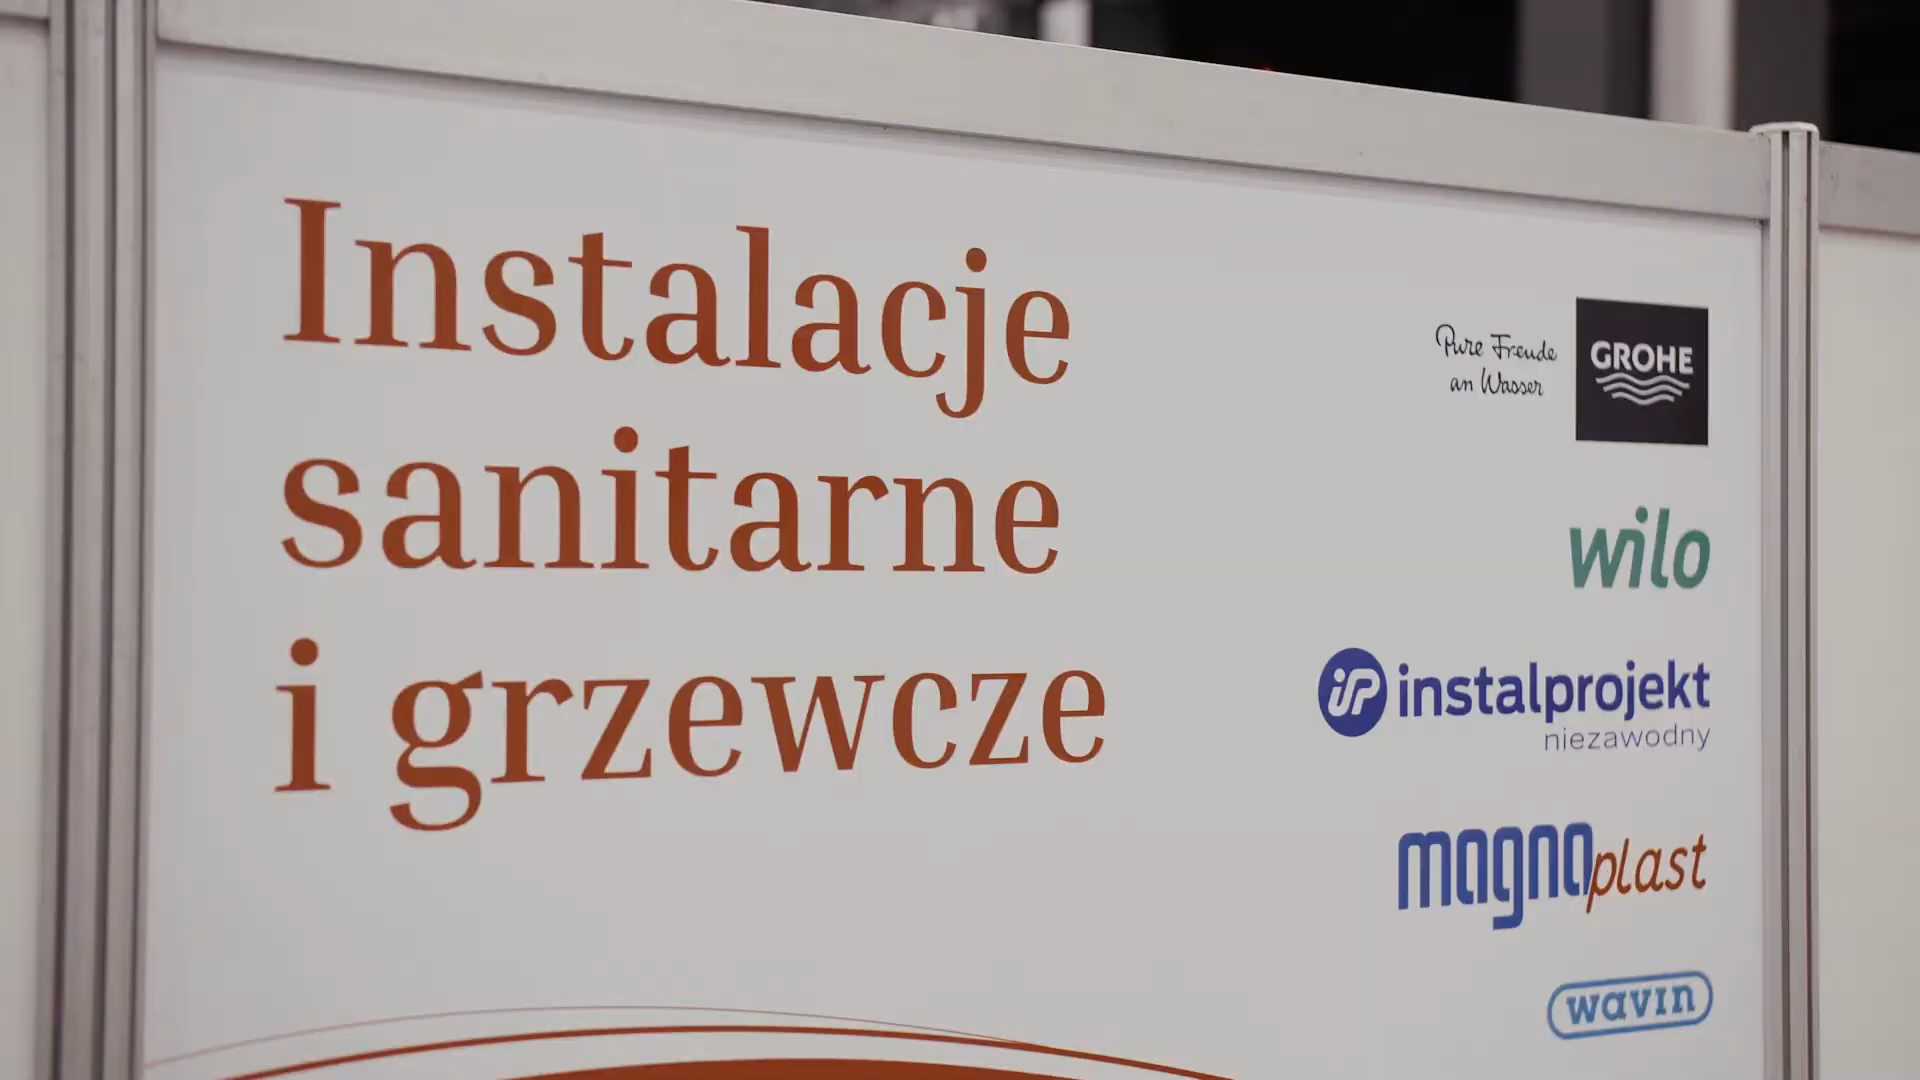 Instalacje
sanitarne
i grzewcze
Pure Freude
an Wasser
GROHE
wilo
iP instalprojekt
niezawodny
magnaplast
wavin